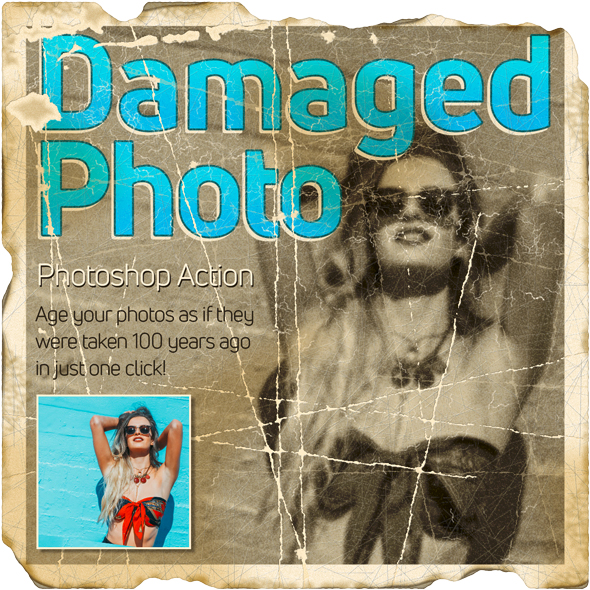 Damaged
Photo
Photoshop Action
Age your photos as if they
were taken 100 years ago
in just one click!